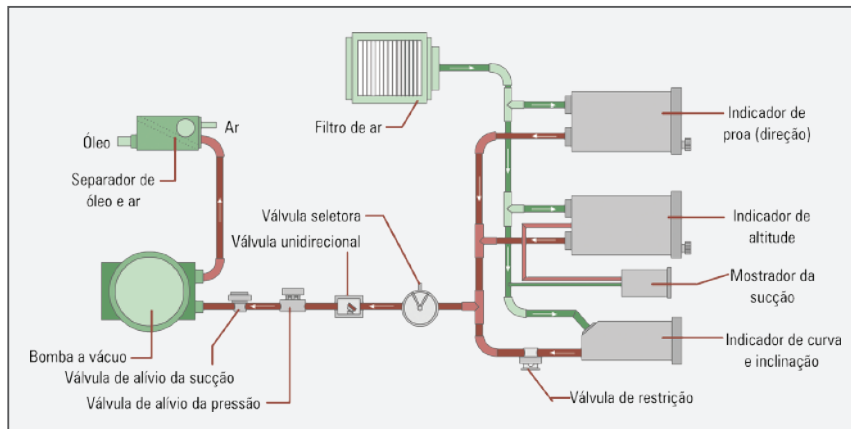 Filtro de ar
Indicador de
proa (direção)
Ar
Óleo
Separador de
óleo e ar
Válvula seletora
Válvula unidirecional
Indicador de
altitude
Mostrador da
sucção
Bomba a vácuo
Válvula de alívio da sucção
Válvula de alívio da pressão
Indicador de curva
e inclinação
Válvula de restrição